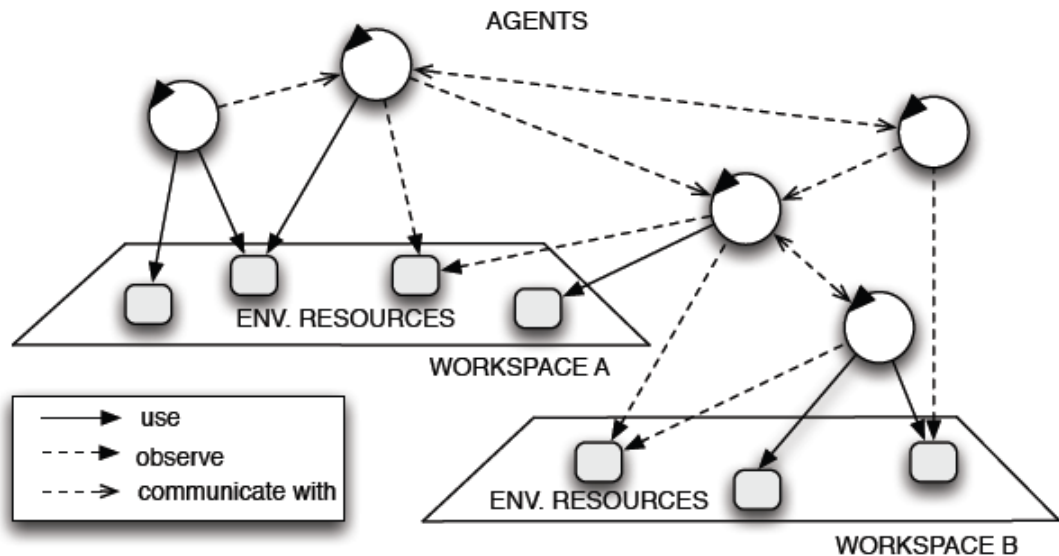 AGENTS
ENV. RESOURCES
WORKSPACE A
use
observe
communicate with
ENV. RESOURCES
WORKSPACE B